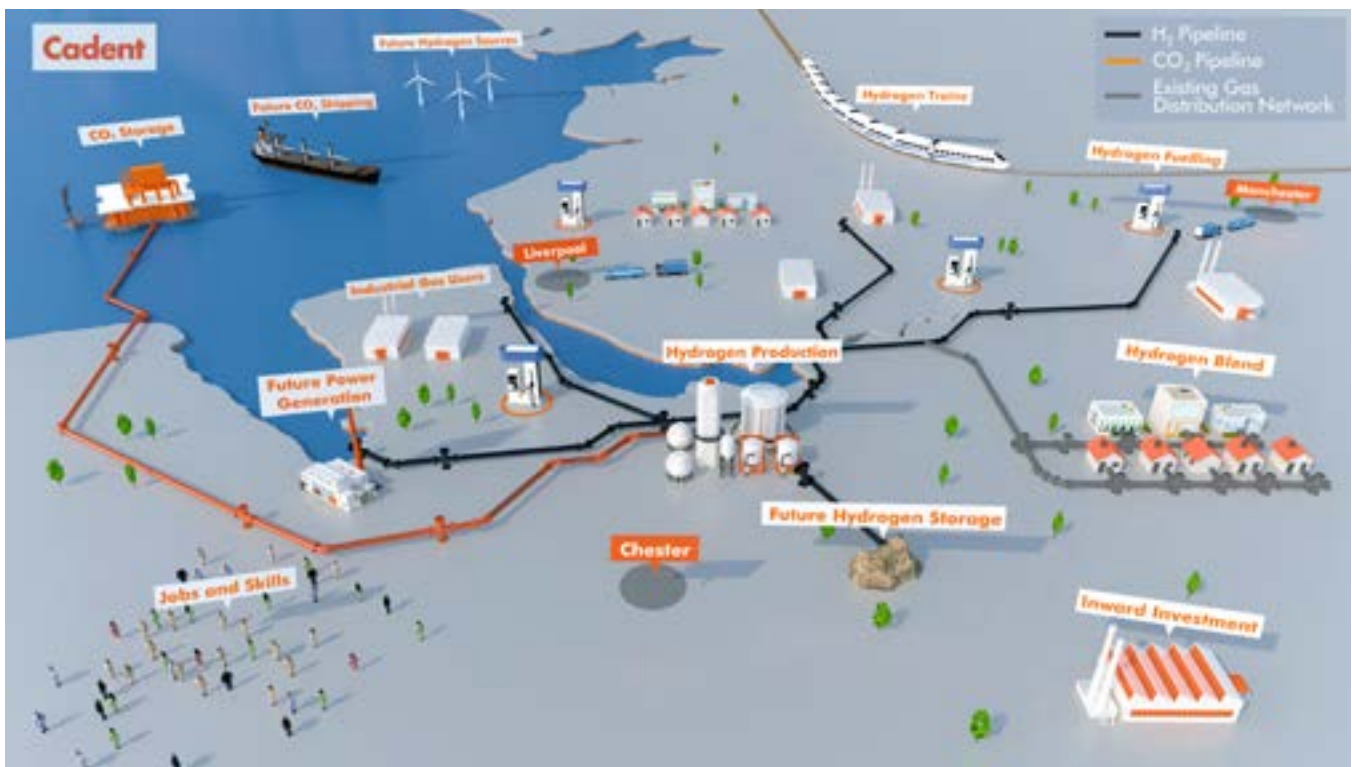 Cadent
Future Hydrogen Sources
H₂ Pipeline
CO₂ Pipeline
Existing Gas
Distribution Network
Future CO₂ Shipping
Hydrogen Trains
CO₂ Storage
Hydrogen Fuelling
Manchester
Liverpool
Industrial Gas Users
Hydrogen Production
Hydrogen Blend
Future Power
Generation
Future Hydrogen Storage
Chester
Jobs and Skills
Inward Investment